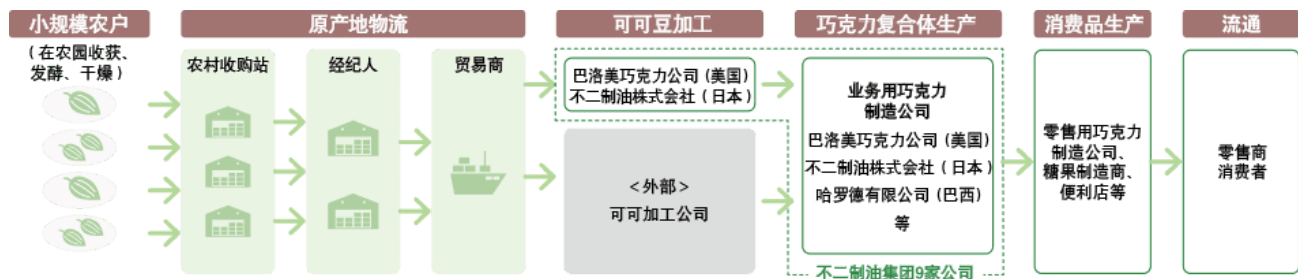 小规模农户
原产地物流
可可豆加工
巧克力复合体生产
消费品生产
流通
(在农园收获、
发酵、干燥)
农村收购站
经纪人
贸易商
巴洛美巧克力公司 (美国)
不二制油株式会社 (日本)
<外部>
可可加工公司
业务用巧克力
制造公司
巴洛美巧克力公司 (美国)
不二制油株式会社 (日本)
哈罗德有限公司 (巴西)
等
不二制油集团9家公司
零售用巧克力
制造公司、
糖果制造商、
便利店等
零售商
消费者